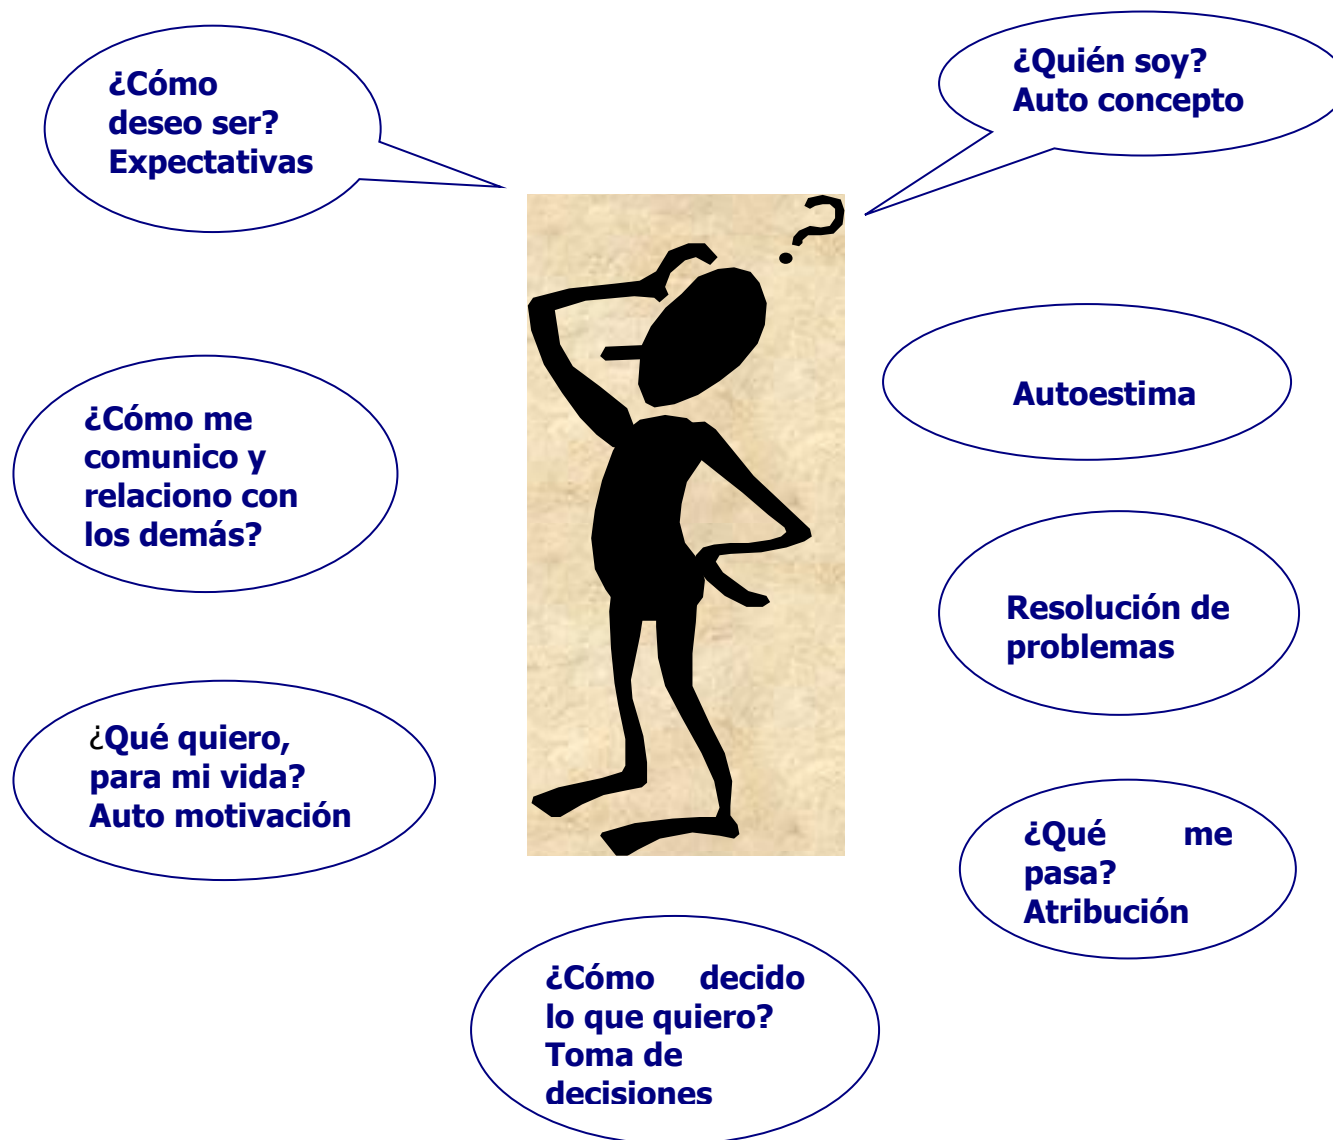 ¿Cómo
deseo ser?
Expectativas
¿Quién soy?
Auto concepto
¿Cómo me
comunico y
relaciono con
los demás?
Autoestima
Resolución de
problemas
¿Qué quiero,
para mi vida?
Auto motivación
¿Qué me
pasa?
Atribución
¿Cómo decido
lo que quiero?
Toma de
decisiones
?